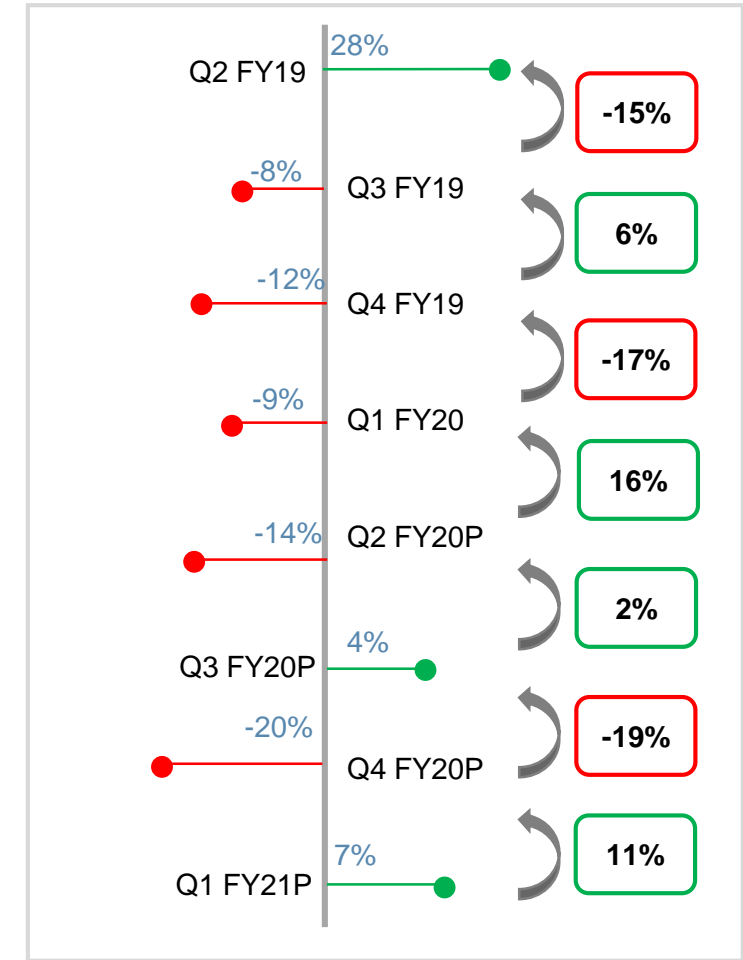 28%
Q2 FY19
-15%
-8%
Q3 FY19
6%
-12%
Q4 FY19
-17%
-9%
Q1 FY20
16%
-14%
Q2 FY20P
2%
4%
Q3 FY20P
-20%
-19%
Q4 FY20P
7%
11%
Q1 FY21P